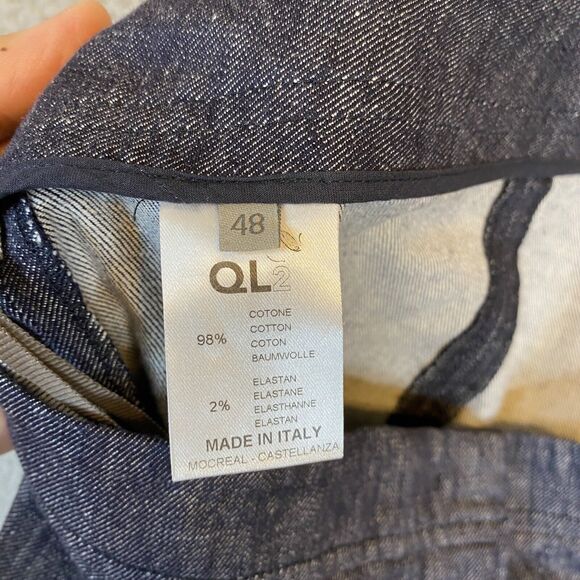 48
QL2
COTONE
COTTON
98%
COTON
BAUMWOLLE
ELASTAN
ELASTANE
2%
ELASTHANNE
ELASTAN
MADE IN ITALY
MOCREAL - CASTELLANZA